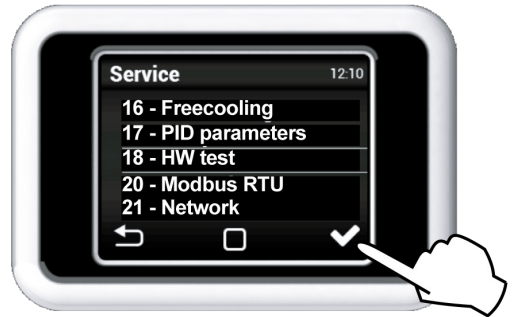 Service 12:10
16 - Freecooling
17 - PID parameters
18 - HW test
20 - Modbus RTU
21 - Network